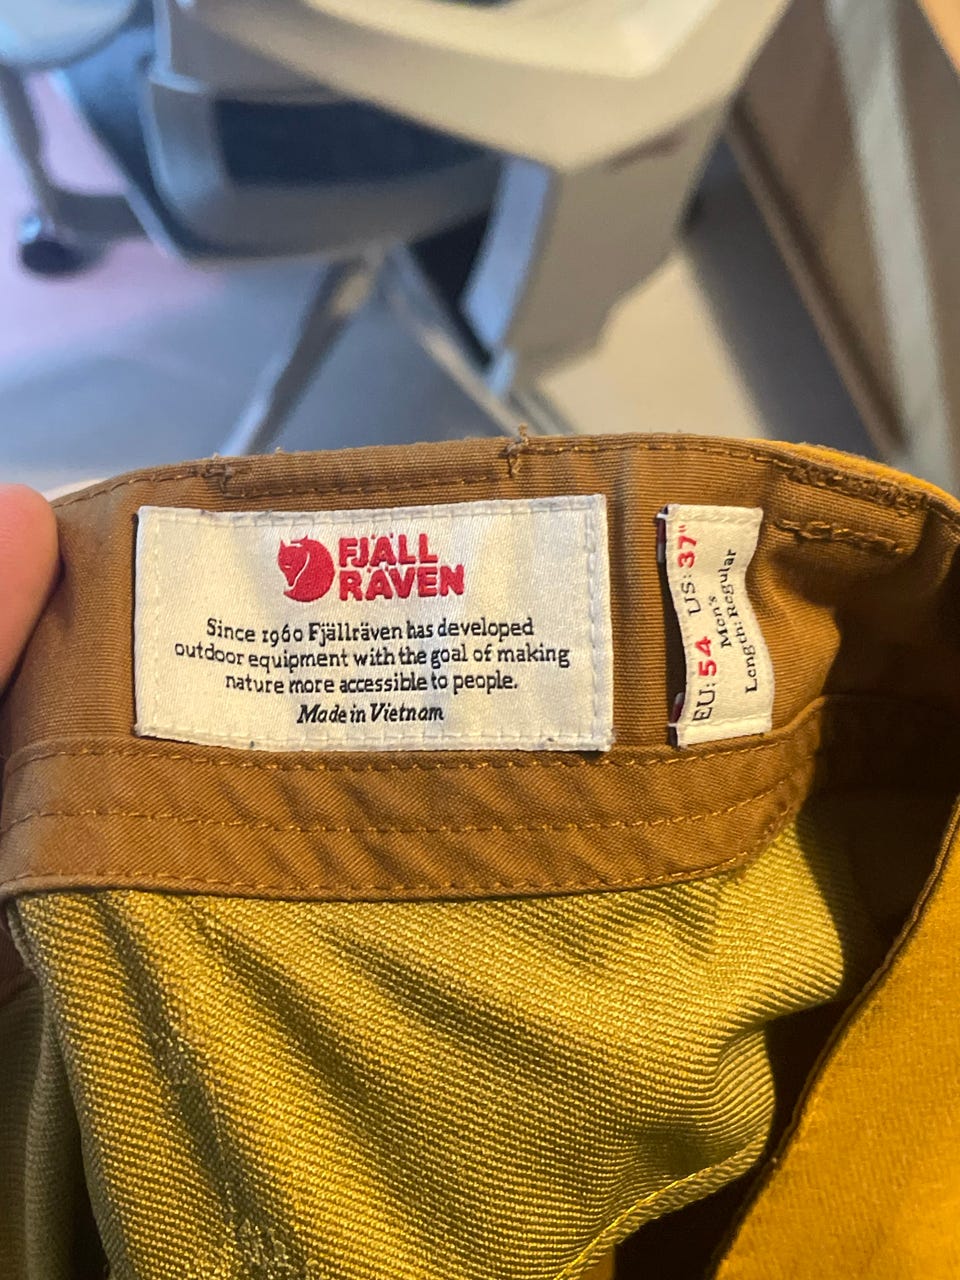 FJÄLL
RÄVEN
Since 1960 Fjällräven has developed
outdoor equipment with the goal of making
nature more accessible to people.
Made in Vietnam
EU: 54 US: 37"
Men's
Length: Regular